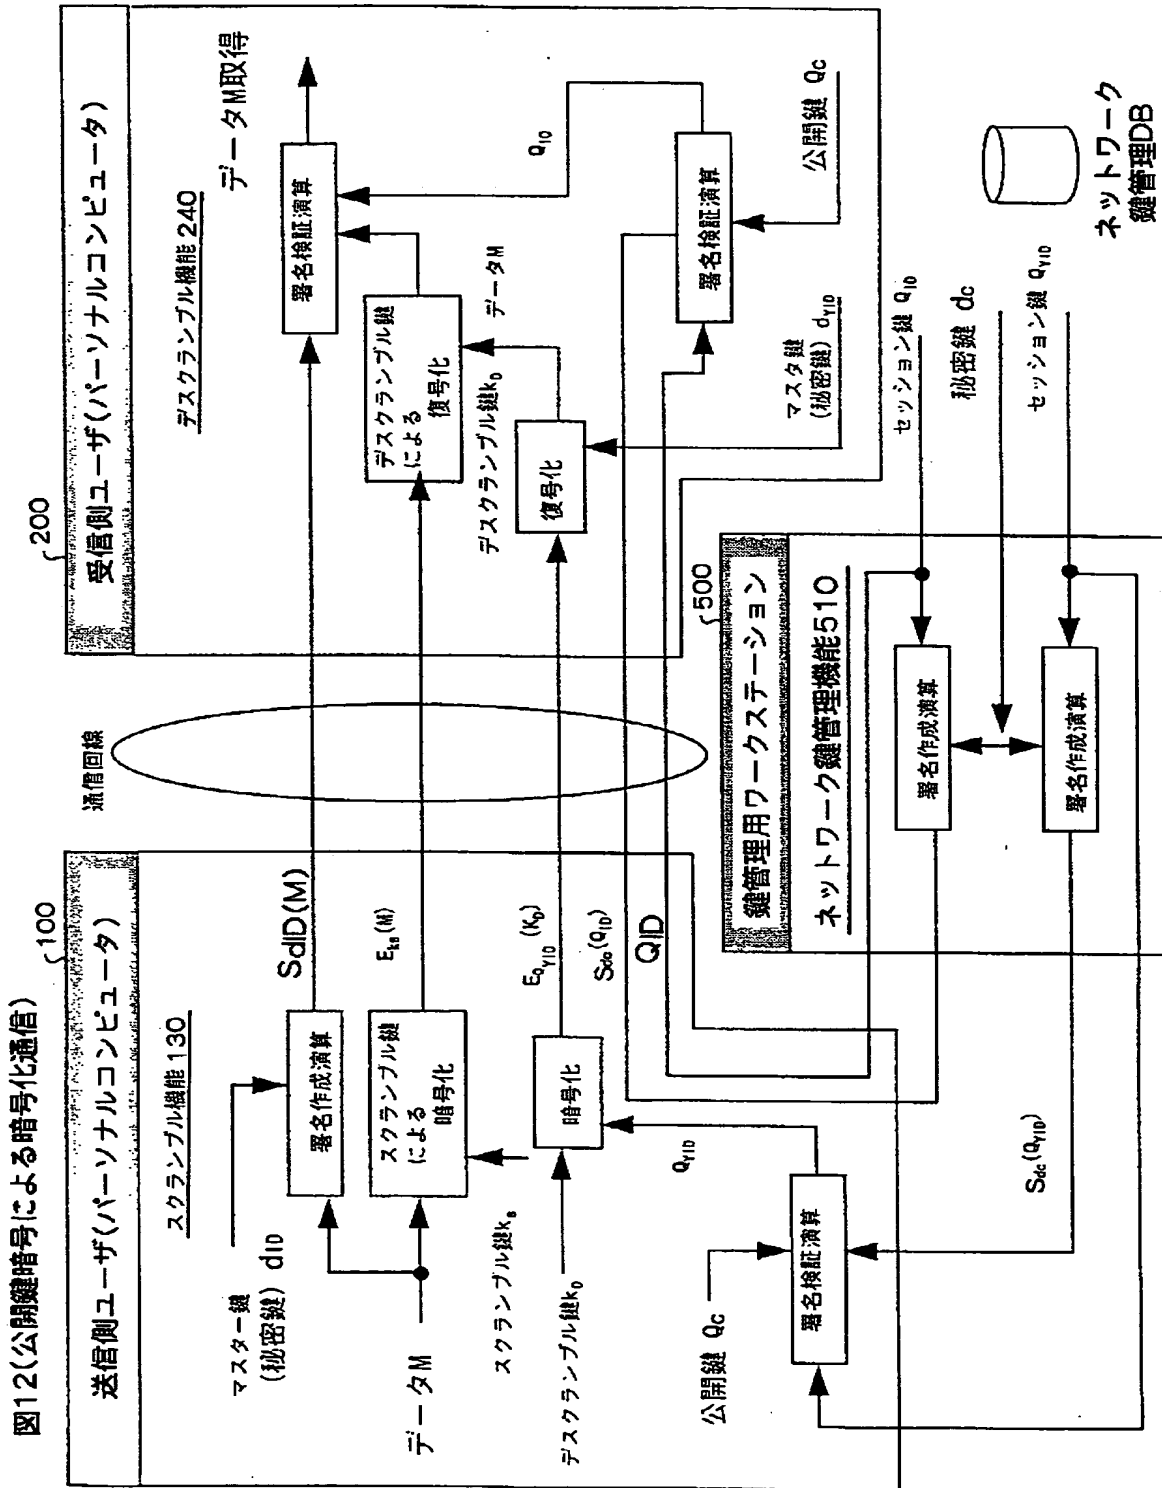 図12(公開鍵暗号による暗号化通信)
100
送信側ユーザ(パーソナルコンピュータ)
スクランブル機能 130
マスター鍵
(秘密鍵) dID
署名作成演算
SdID(M)
データM
スクランブル鍵
による
暗号化
Eks(M)
スクランブル鍵ks
デスクランブル鍵kD
暗号化
EQYID(KD)
QYID
公開鍵 Qc
署名検証演算
Sdc(QID)
QID
Sdc(QYID)
通信回線
200
受信側ユーザ(パーソナルコンピュータ)
デスクランブル機能 240
署名検証演算
データM取得
デスクランブル鍵
による
復号化
データM
デスクランブル鍵kD
復号化
マスタ鍵
(秘密鍵) dYID
QID
署名検証演算
公開鍵 Qc
500
鍵管理用ワークステーション
ネットワーク鍵管理機能510
署名作成演算
署名作成演算
セッション鍵 QID
秘密鍵 dc
セッション鍵 QYID
ネットワーク
鍵管理DB